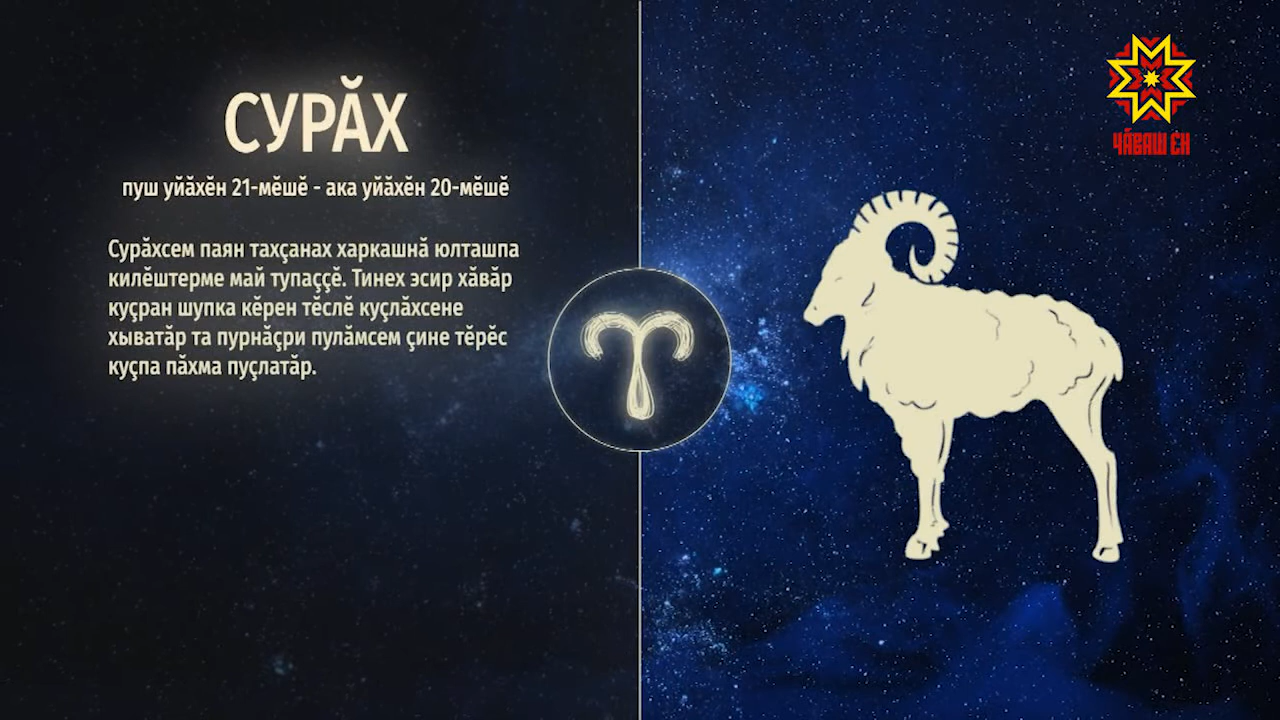 СУРӐХ
пуш уйӑхӗн 21-мӗшӗ - ака уйӑхӗн 20-мӗшӗ
Сурӑхсем паян тахҫанах харкашнӑ юлташпа
килӗштерме май тупаҫҫӗ. Тинех эсир хӑвӑр
куҫран шупка кӗрен тӗслӗ куҫлӑхсене
хыватӑр та пурнӑҫри пулӑмсем ҫине тӗрӗс
куҫпа пӑхма пуҫлатӑр.
ЧӐВАШ ЕН